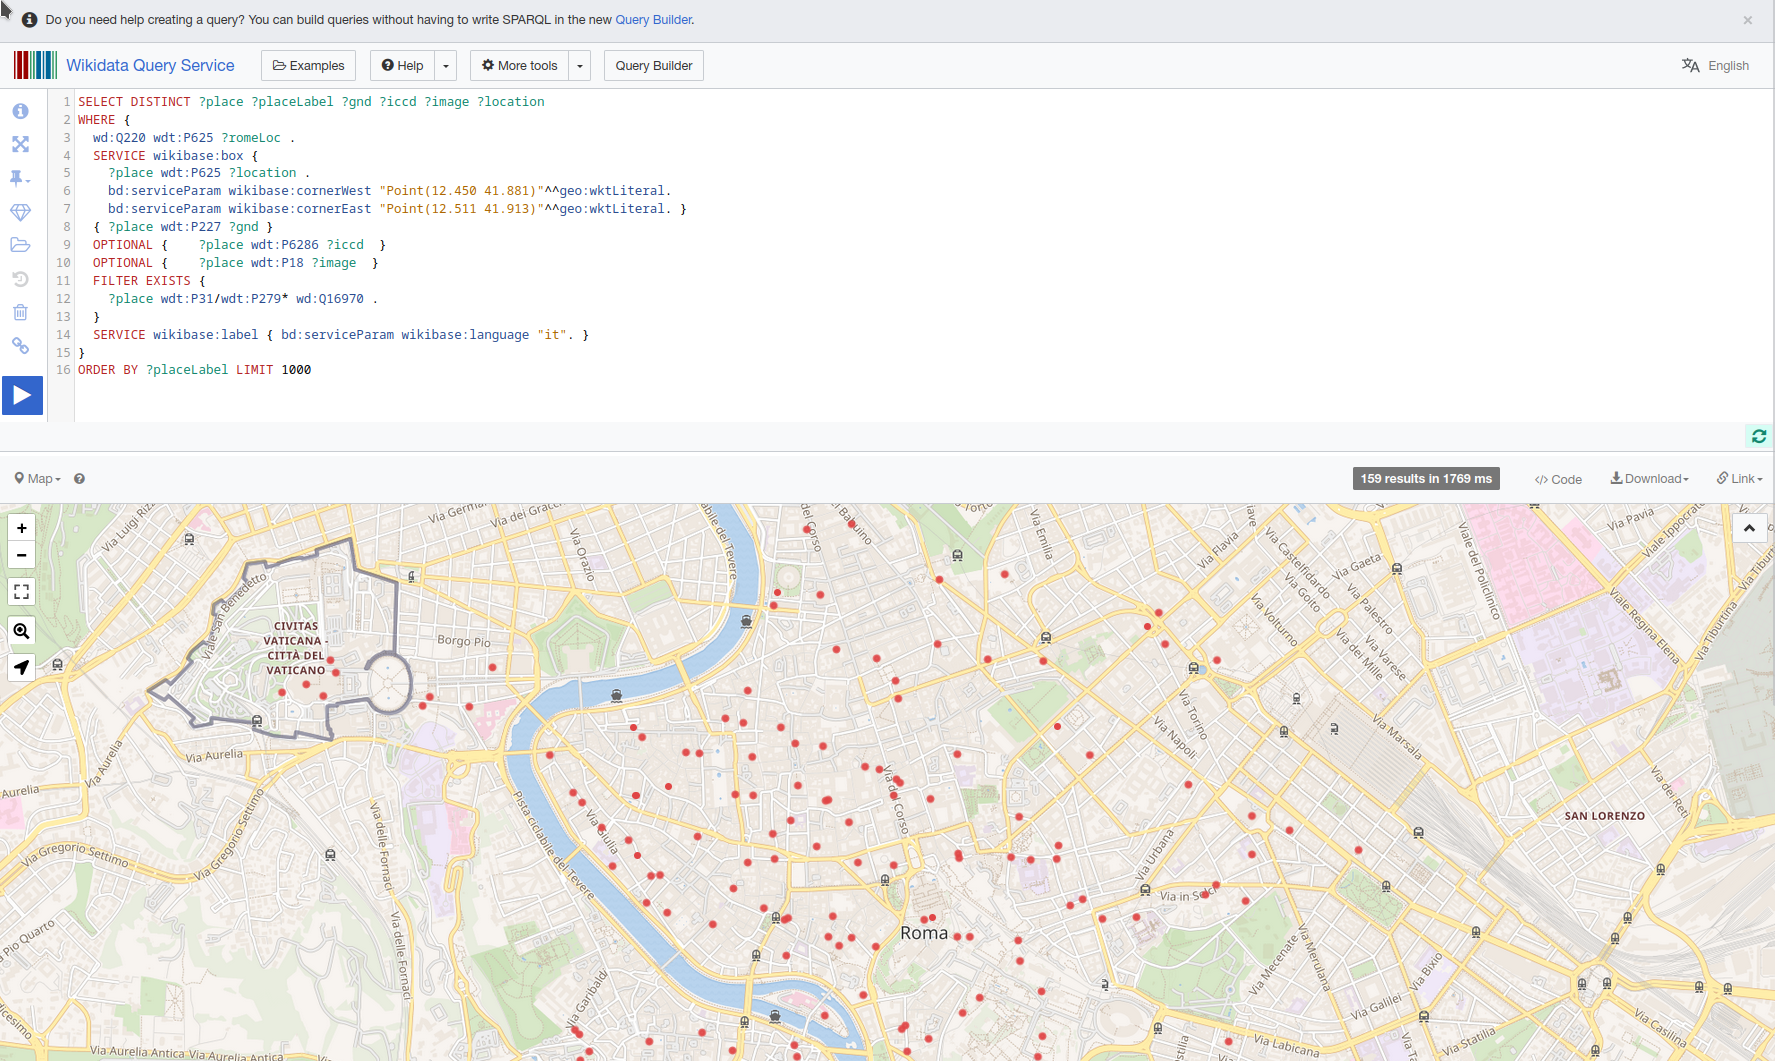 Do you need help creating a query? You can build queries without having to write SPARQL in the new Query Builder.
×
Wikidata Query Service
Examples
Help
More tools
Query Builder
English
1 SELECT DISTINCT ?place ?placeLabel ?gnd ?iccd ?image ?location
2 WHERE {
3 wd:Q220 wdt:P625 ?romeLoc .
4 SERVICE wikibase:box {
5 ?place wdt:P625 ?location .
6 bd:serviceParam wikibase:cornerWest "Point(12.450 41.881)"^^geo:wktLiteral.
7 bd:serviceParam wikibase:cornerEast "Point(12.511 41.913)"^^geo:wktLiteral. }
8 { ?place wdt:P227 ?gnd }
9 OPTIONAL { ?place wdt:P6286 ?iccd }
10 OPTIONAL { ?place wdt:P18 ?image }
11 FILTER EXISTS {
12 ?place wdt:P31/wdt:P279* wd:Q16970 .
13 }
14 SERVICE wikibase:label { bd:serviceParam wikibase:language "it". }
15 }
16 ORDER BY ?placeLabel LIMIT 1000
Map
159 results in 1769 ms
</> Code
Download
Link
+
−
Via Luigi
Via dei
del Corso
Via Emilia
Via Orazio
Via Flavia
Via Castelfidardo
Via Gaeta
Via Goito
Via Palestro
Via Volturno
Via del Mille
Via Varese
Viale del Policlinico
Via Pavia
Viale Ippocra
Viale Regina Elena
Via Tiburtina
Viale San Benedetto
CIVITAS
VATICANA -
CITTÀ DEL
VATICANO
Borgo Pio
Via Aurelia
Via Aurelia
Aurelia
Via Torino
Via Napoli
Via Marsala
Via dei Reti
SAN LORENZO
Via Gregorio Settimo
Via Gregorio Settimo
Via delle Fornaci
Via delle Fornaci
Pista ciclabile del Tevere
Via Giulia
Via del Corso
Via Urbana
Via in Selci
Roma
Pio Quarto
Via Garibaldi
Via Mecenate
Via Merulana
Via Bixio
Via Galilei
Via Statilia
Via Labicana
Via Casilina
Via Aurelia Antica
Via Aurelia Antica